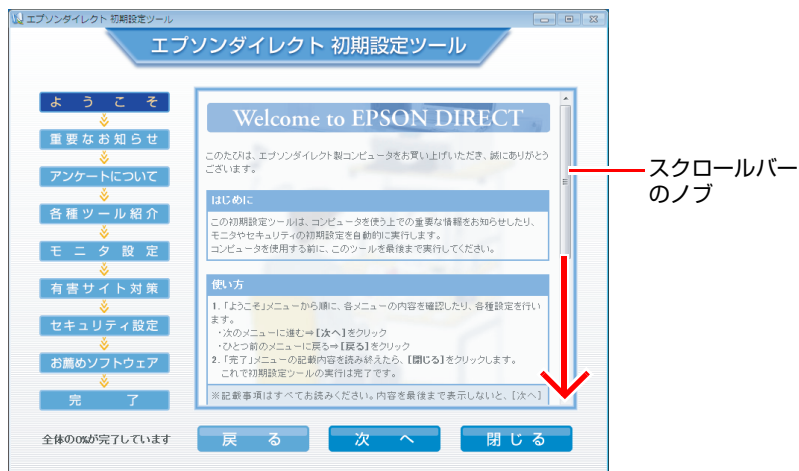 エプソンダイレクト 初期設定ツール
エプソンダイレクト 初期設定ツール
ようこそ
重要なお知らせ
アンケートについて
各種ツール紹介
モニタ設定
有害サイト対策
セキュリティ設定
お薦めソフトウェア
完了
全体の0%が完了しています
Welcome to EPSON DIRECT
このたびは、エプソンダイレクト製コンピュータをお買い上げいただき、誠にありがとう
ございます。
はじめに
この初期設定ツールは、コンピュータを使う上での重要な情報をお知らせしたり、
モニタやセキュリティの初期設定を自動的に実行します。
コンピュータを使用する前に、このツールを最後まで実行してください。
使い方
1.「ようこそ」メニューから順に、各メニューの内容を確認したり、各種設定を行い
ます。
・次のメニューに進む⇒[次へ]をクリック
・ひとつ前のメニューに戻る⇒[戻る]をクリック
2.「完了」メニューの記載内容を読み終えたら、[閉じる]をクリックします。
これで初期設定ツールの実行は完了です。
※記載事項はすべてお読みください。内容を最後まで表示しないと、[次へ]
戻る
次へ
閉じる
スクロールバー
のノブ